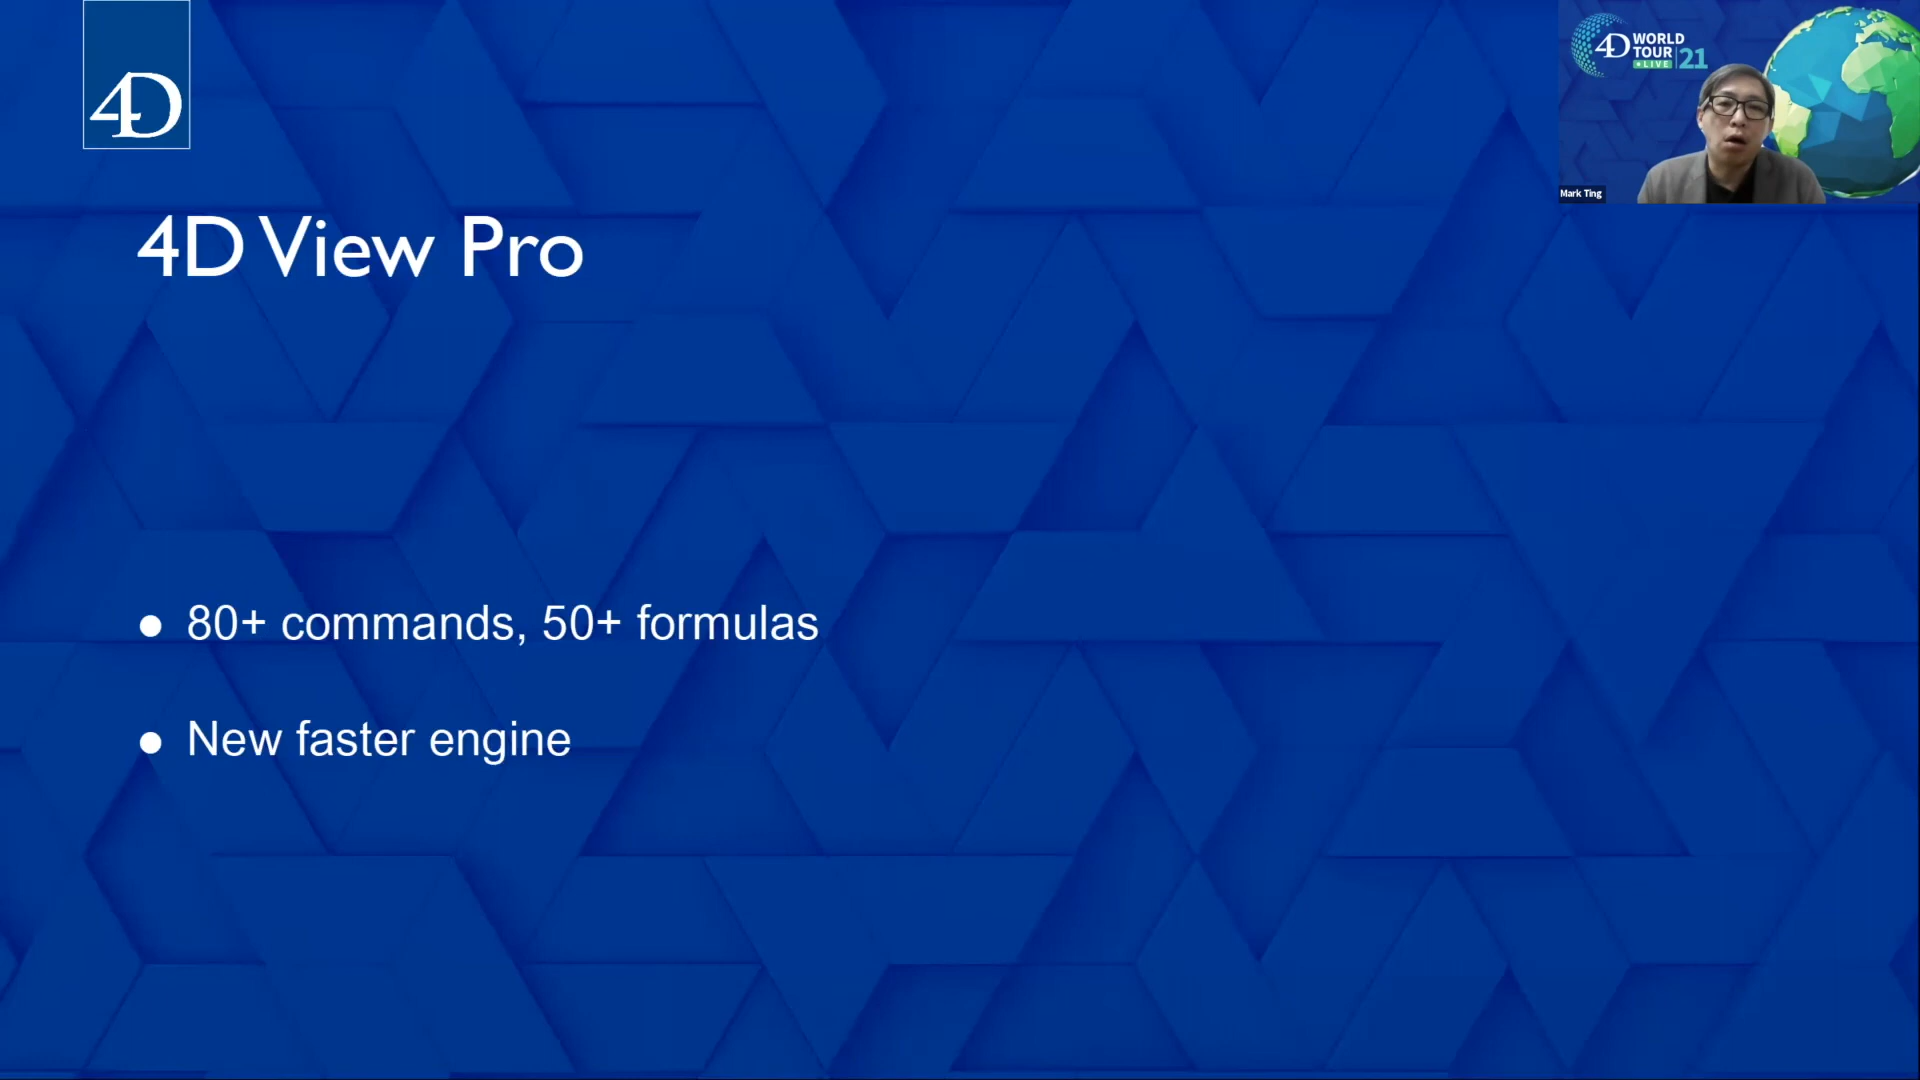 4D
4D WORLD
TOUR
LIVE 21
Mark Ting
4D View Pro
● 80+ commands, 50+ formulas
● New faster engine